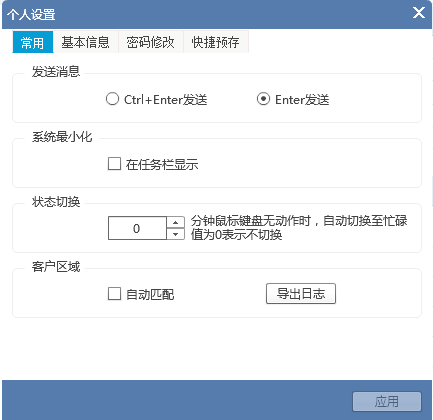 个人设置
常用 基本信息 密码修改 快捷预存
发送消息
Ctrl+Enter发送 Enter发送
系统最小化
在任务栏显示
状态切换
0 分钟鼠标键盘无动作时，自动切换至忙碌
值为0表示不切换
客户区域
自动匹配 导出日志
应用